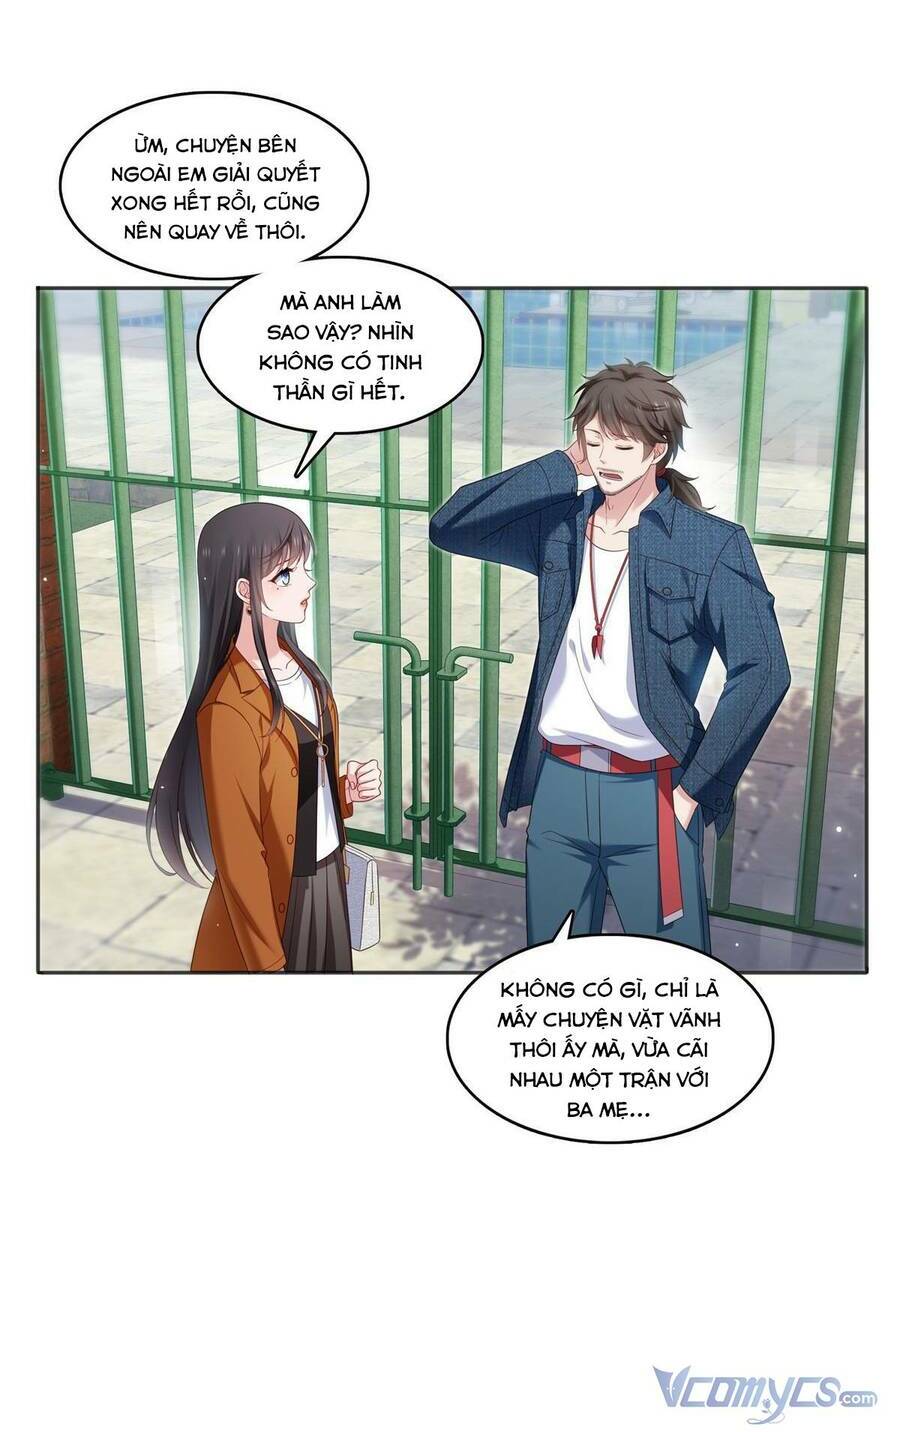 ỪM, CHUYỆN BÊN
NGOÀI EM GIẢI QUYẾT
XONG HẾT RỒI, CŨNG
NÊN QUAY VỀ THÔI.
MÀ ANH LÀM
SAO VẬY? NHÌN
KHÔNG CÓ TINH
THẦN GÌ HẾT.
KHÔNG CÓ GÌ, CHỈ LÀ
MẤY CHUYỆN VẶT VÃNH
THÔI ẤY MÀ, VỪA CÃI
NHAU MỘT TRẬN VỚI
BA MẸ...
VCOMYCS.com